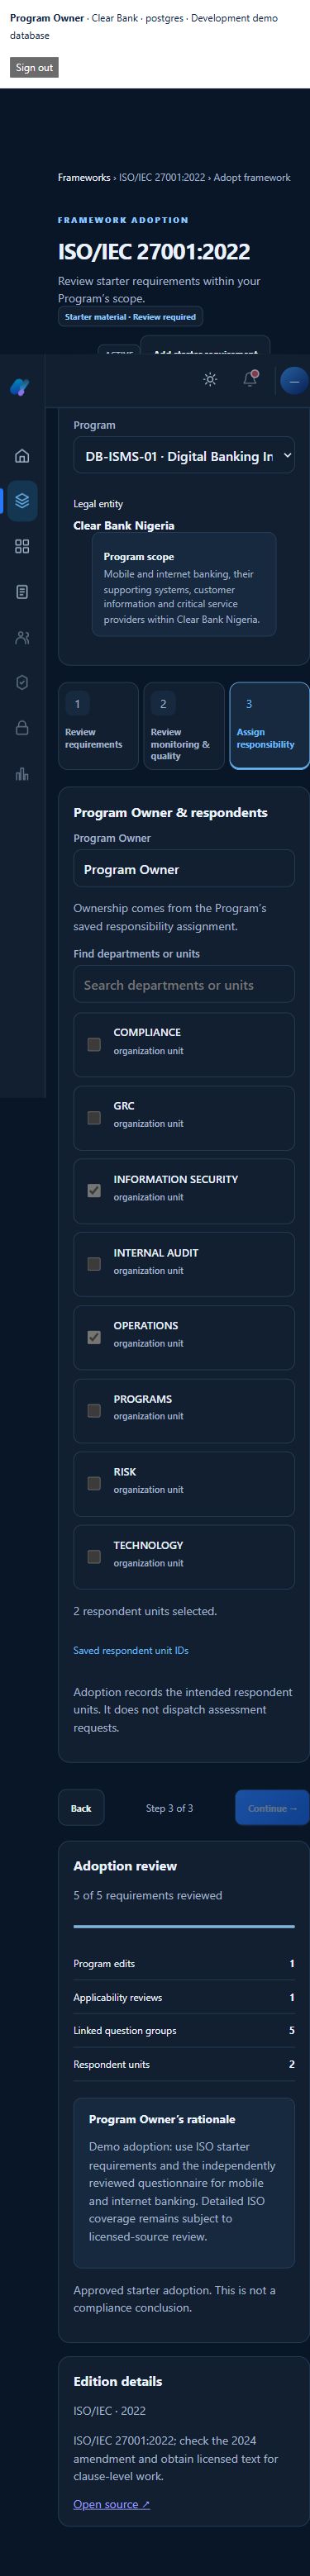 Program Owner · Clear Bank · postgres · Development demo
database
Sign out
Frameworks › ISO/IEC 27001:2022 › Adopt framework
FRAMEWORK ADOPTION
ISO/IEC 27001:2022
Review starter requirements within your
Program's scope.
Starter material · Review required
ACTIVE
Add starter requirement
Program
DB-ISMS-01 · Digital Banking In
Legal entity
Clear Bank Nigeria
Program scope
Mobile and internet banking, their
supporting systems, customer
information and critical service
providers within Clear Bank Nigeria.
1
Review
requirements
2
Review
monitoring &
quality
3
Assign
responsibility
Program Owner & respondents
Program Owner
Program Owner
Ownership comes from the Program's
saved responsibility assignment.
Find departments or units
Search departments or units
COMPLIANCE
organization unit
GRC
organization unit
INFORMATION SECURITY
organization unit
INTERNAL AUDIT
organization unit
OPERATIONS
organization unit
PROGRAMS
organization unit
RISK
organization unit
TECHNOLOGY
organization unit
2 respondent units selected.
Saved respondent unit IDs
Adoption records the intended respondent
units. It does not dispatch assessment
requests.
Back
Step 3 of 3
Continue →
Adoption review
5 of 5 requirements reviewed
Program edits 1
Applicability reviews 1
Linked question groups 5
Respondent units 2
Program Owner's rationale
Demo adoption: use ISO starter
requirements and the independently
reviewed questionnaire for mobile
and internet banking. Detailed ISO
coverage remains subject to
licensed-source review.
Approved starter adoption. This is not a
compliance conclusion.
Edition details
ISO/IEC · 2022
ISO/IEC 27001:2022; check the 2024
amendment and obtain licensed text for
clause-level work.
Open source ↗